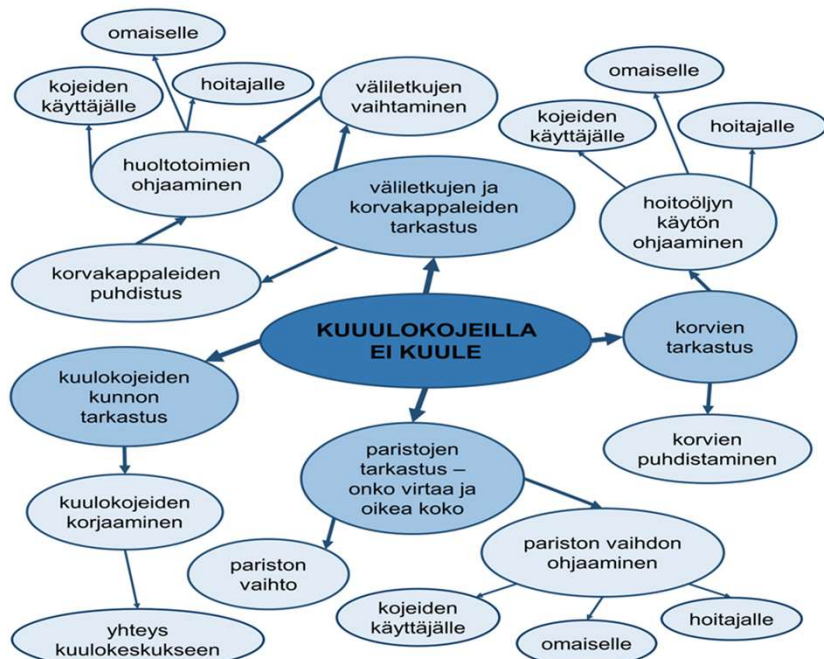 omaiselle
kojeiden
käyttäjälle
hoitajalle
väliletkujen
vaihtaminen
huoltotoimien
ohjaaminen
väliletkujen ja
korvakappaleiden
tarkastus
korvakappaleiden
puhdistus
omaiselle
kojeiden
käyttäjälle
hoitajalle
hoitoöljyn
käytön
ohjaaminen
KUUULOKOJEILLA
EI KUULE
korvien
tarkastus
korvien
puhdistaminen
kuulokojeiden
kunnon
tarkastus
kuulokojeiden
korjaaminen
yhteys
kuulokeskukseen
paristojen
tarkastus –
onko virtaa ja
oikea koko
pariston
vaihto
pariston vaihdon
ohjaaminen
kojeiden
käyttäjälle
omaiselle
hoitajalle